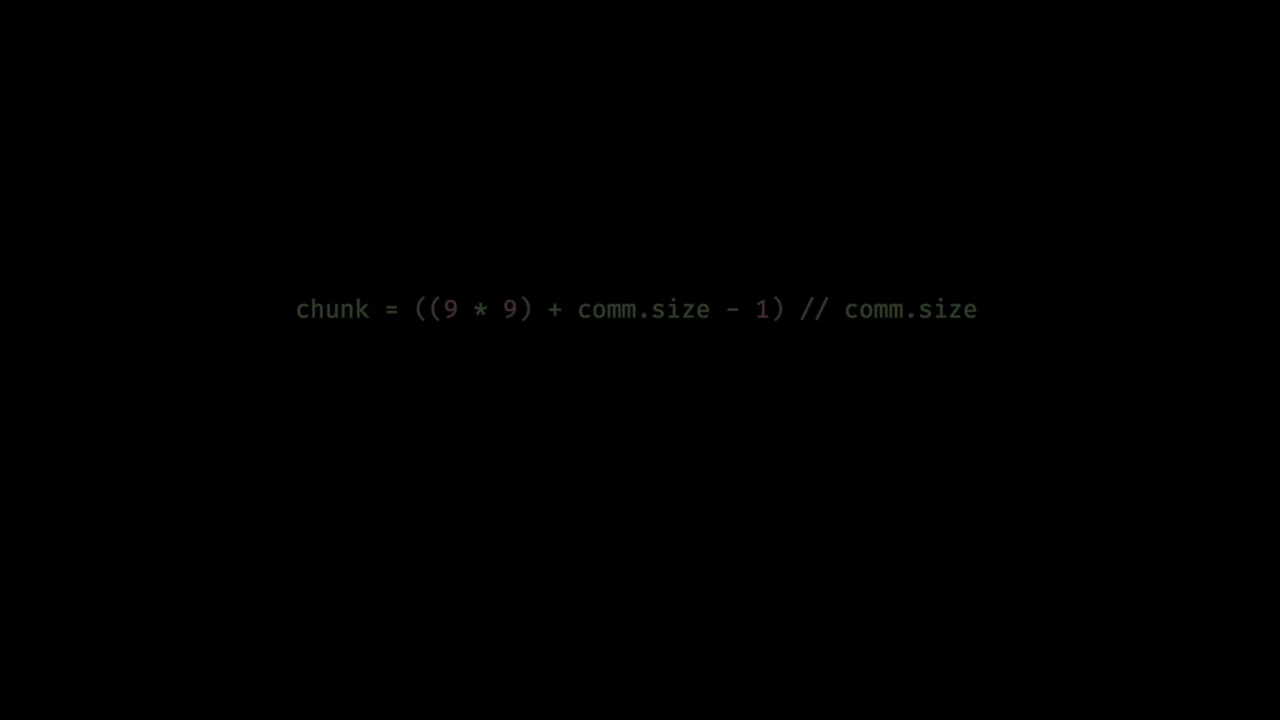 chunk = ((9 * 9) + comm.size - 1) // comm.size